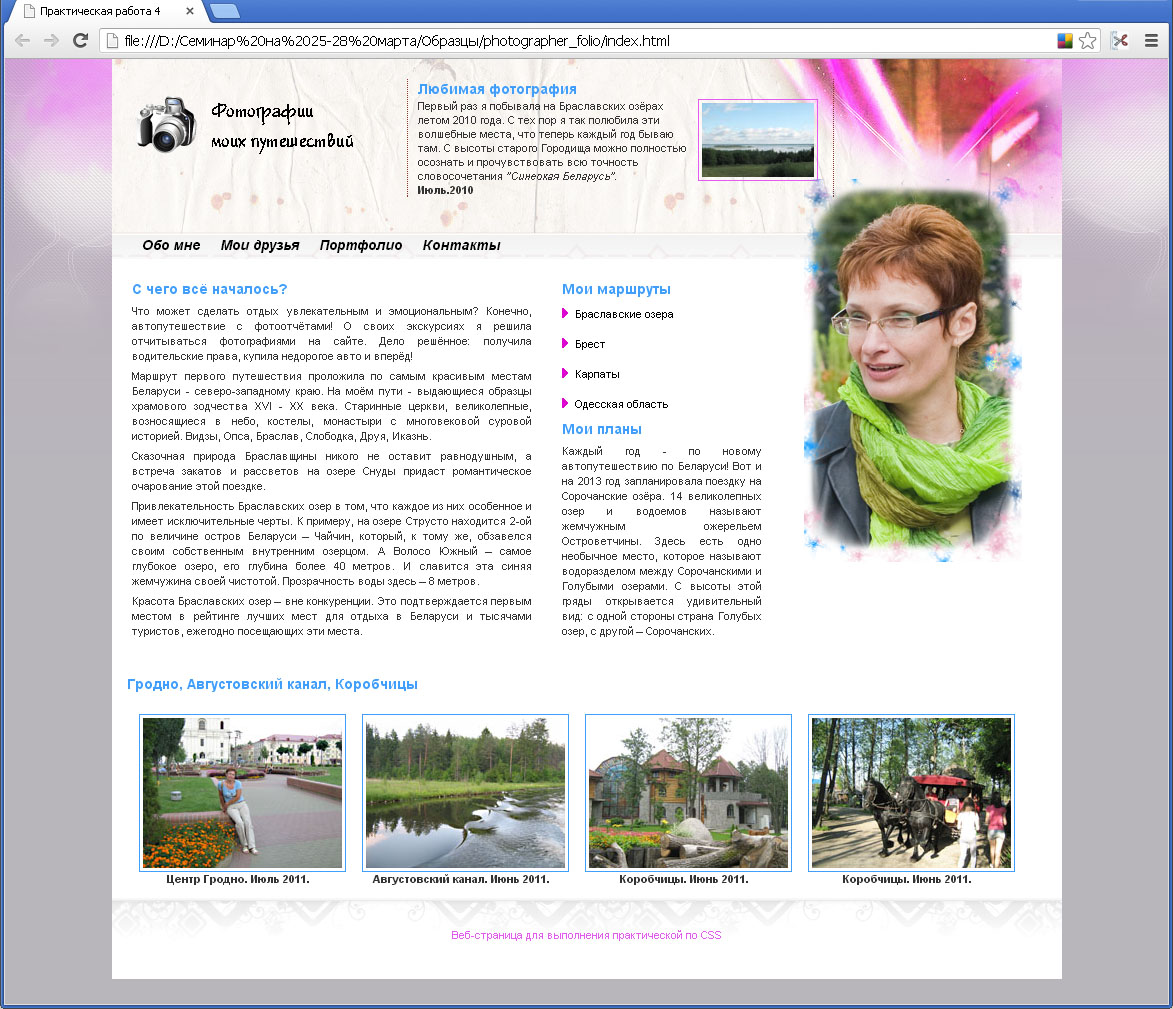 Практическая работа 4
file:///D:/Семинар%20на%2025-28%20марта/Образцы/photographer_folio/index.html
Фотографии
моих путешествий
Любимая фотография
Первый раз я побывала на Браславских озёрах
летом 2010 года. С тех пор я так полюбила эти
волшебные места, что теперь каждый год бываю
там. С высоты старого Городища можно полностью
осознать и прочувствовать всю точность
словосочетания "Синеокая Беларусь".
Июль.2010
Обо мне Мои друзья Портфолио Контакты
С чего всё началось?
Что может сделать отдых увлекательным и эмоциональным? Конечно,
автопутешествие с фотоотчётами! О своих экскурсиях я решила
отчитываться фотографиями на сайте. Дело решённое: получила
водительские права, купила недорогое авто и вперёд!
Маршрут первого путешествия проложила по самым красивым местам
Беларуси - северо-западному краю. На моём пути - выдающиеся образцы
храмового зодчества XVI - XX века. Старинные церкви, великолепные,
возносящиеся в небо, костелы, монастыри с многовековой суровой
историей. Видзы, Опса, Браслав, Слободка, Друя, Иказнь.
Сказочная природа Браславщины никого не оставит равнодушным, а
встреча закатов и рассветов на озере Снуды придаст романтическое
очарование этой поездке.
Привлекательность Браславских озер в том, что каждое из них особенное и
имеет исключительные черты. К примеру, на озере Струсто находится 2-ой
по величине остров Беларуси – Чайчин, который, к тому же, обзавелся
своим собственным внутренним озерцом. А Волосо Южный – самое
глубокое озеро, его глубина более 40 метров. И славится эта синяя
жемчужина своей чистотой. Прозрачность воды здесь – 8 метров.
Красота Браславских озер – вне конкуренции. Это подтверждается первым
местом в рейтинге лучших мест для отдыха в Беларуси и тысячами
туристов, ежегодно посещающих эти места.
Мои маршруты
Браславские озера
Брест
Карпаты
Одесская область
Мои планы
Каждый год - по новому
автопутешествию по Беларуси! Вот и
на 2013 год запланировала поездку на
Сорочанские озёра. 14 великолепных
озер и водоемов называют
жемчужным ожерельем
Островетчины. Здесь есть одно
необычное место, которое называют
водоразделом между Сорочанскими и
Голубыми озерами. С высоты этой
гряды открывается удивительный
вид: с одной стороны страна Голубых
озер, с другой – Сорочанских.
Гродно, Августовский канал, Коробчицы
Центр Гродно. Июль 2011.
Августовский канал. Июнь 2011.
Коробчицы. Июнь 2011.
Коробчицы. Июнь 2011.
Веб-страница для выполнения практической по CSS